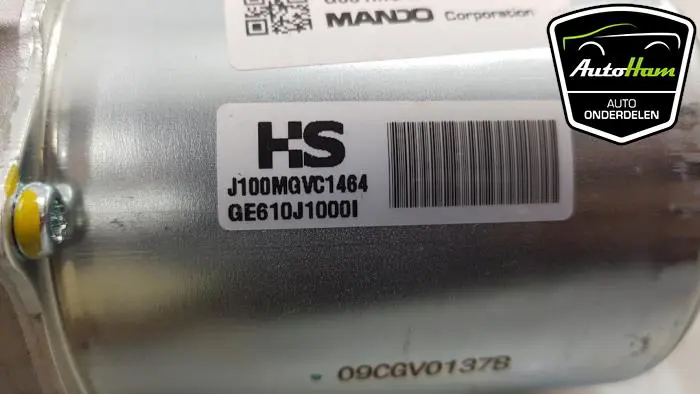 MANDO Corporation
HS
J100MGVC1464
GE610J1000I
09CGV0137B
AutoHam
AUTO
ONDERDELEN